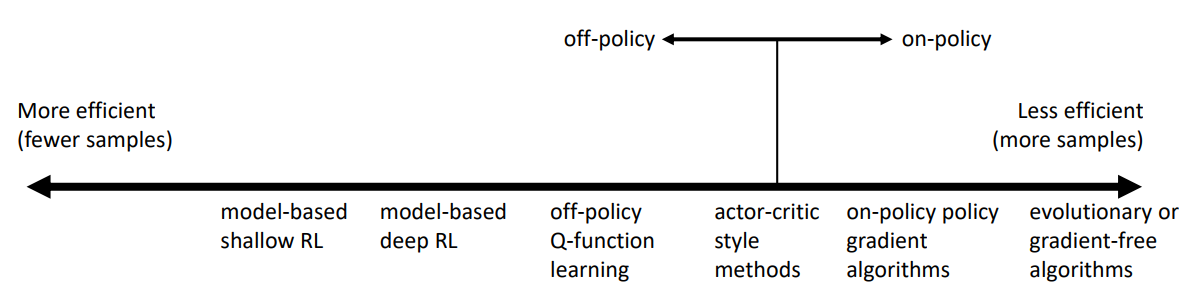 off-policy
on-policy
More efficient
(fewer samples)
Less efficient
(more samples)
model-based
shallow RL
model-based
deep RL
off-policy
Q-function
learning
actor-critic
style
methods
on-policy policy
gradient
algorithms
evolutionary or
gradient-free
algorithms